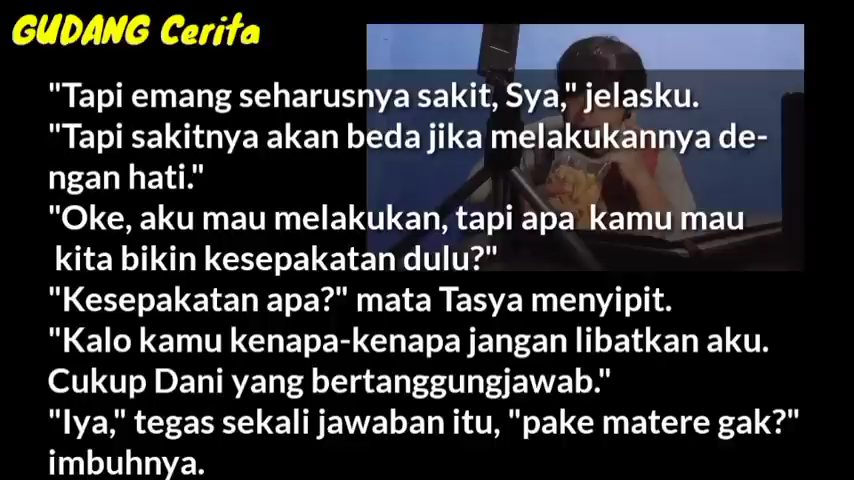 GUDANG Cerita
"Tapi emang seharusnya sakit, Sya," jelasku.
"Tapi sakitnya akan beda jika melakukannya de-
ngan hati."
"Oke, aku mau melakukan, tapi apa kamu mau
kita bikin kesepakatan dulu?"
"Kesepakatan apa?" mata Tasya menyipit.
"Kalo kamu kenapa-kenapa jangan libatkan aku.
Cukup Dani yang bertanggungjawab."
"Iya," tegas sekali jawaban itu, "pake matere gak?"
imbuhnya.